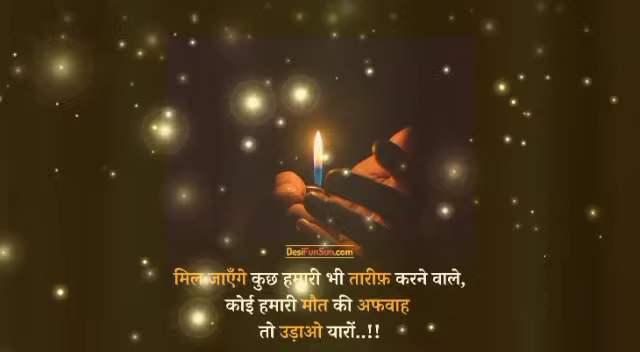 DesiFunSun.com
मिल जाएँगे कुछ हमारी भी तारीफ़ करने वाले,
कोई हमारी मौत की अफवाह
तो उड़ाओ यारों..!!